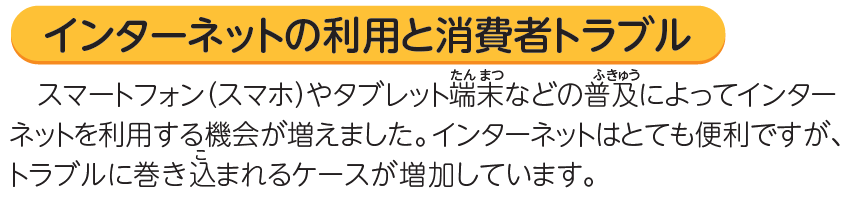 インターネットの利用と消費者トラブル
スマートフォン（スマホ）やタブレット端末などの普及によってインター
ネットを利用する機会が増えました。インターネットはとても便利ですが、
トラブルに巻き込まれるケースが増加しています。